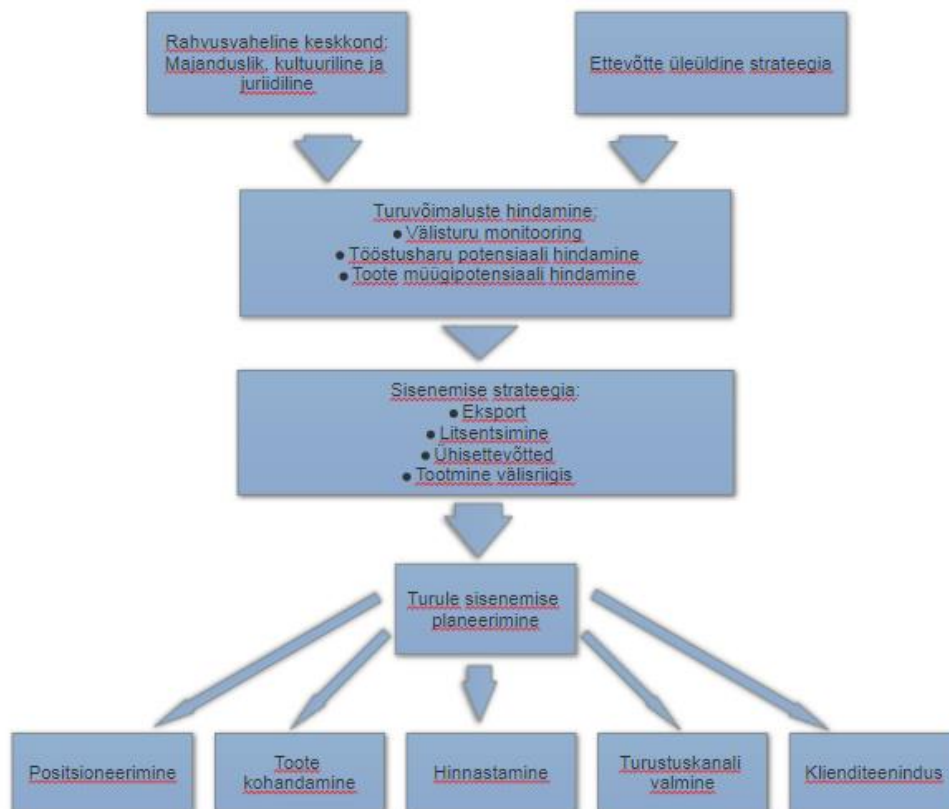 Rahvusvaheline keskkond:
Majanduslik, kultuuriline ja
juriidiline
Ettevõtte üleüldine strateegia
Turuvõimaluste hindamine:
● Välisturu monitooring
● Tööstusharu potensiaali hindamine
● Toote müügipotensiaali hindamine
Sisenemise strateegia:
● Eksport
● Litsentsimine
● Ühisettevõtted
● Tootmine välisriigis
Turule sisenemise
planeerimine
Positsioneerimine
Toote
kohandamine
Hinnastamine
Turustuskanali
valmine
Klienditeenindus